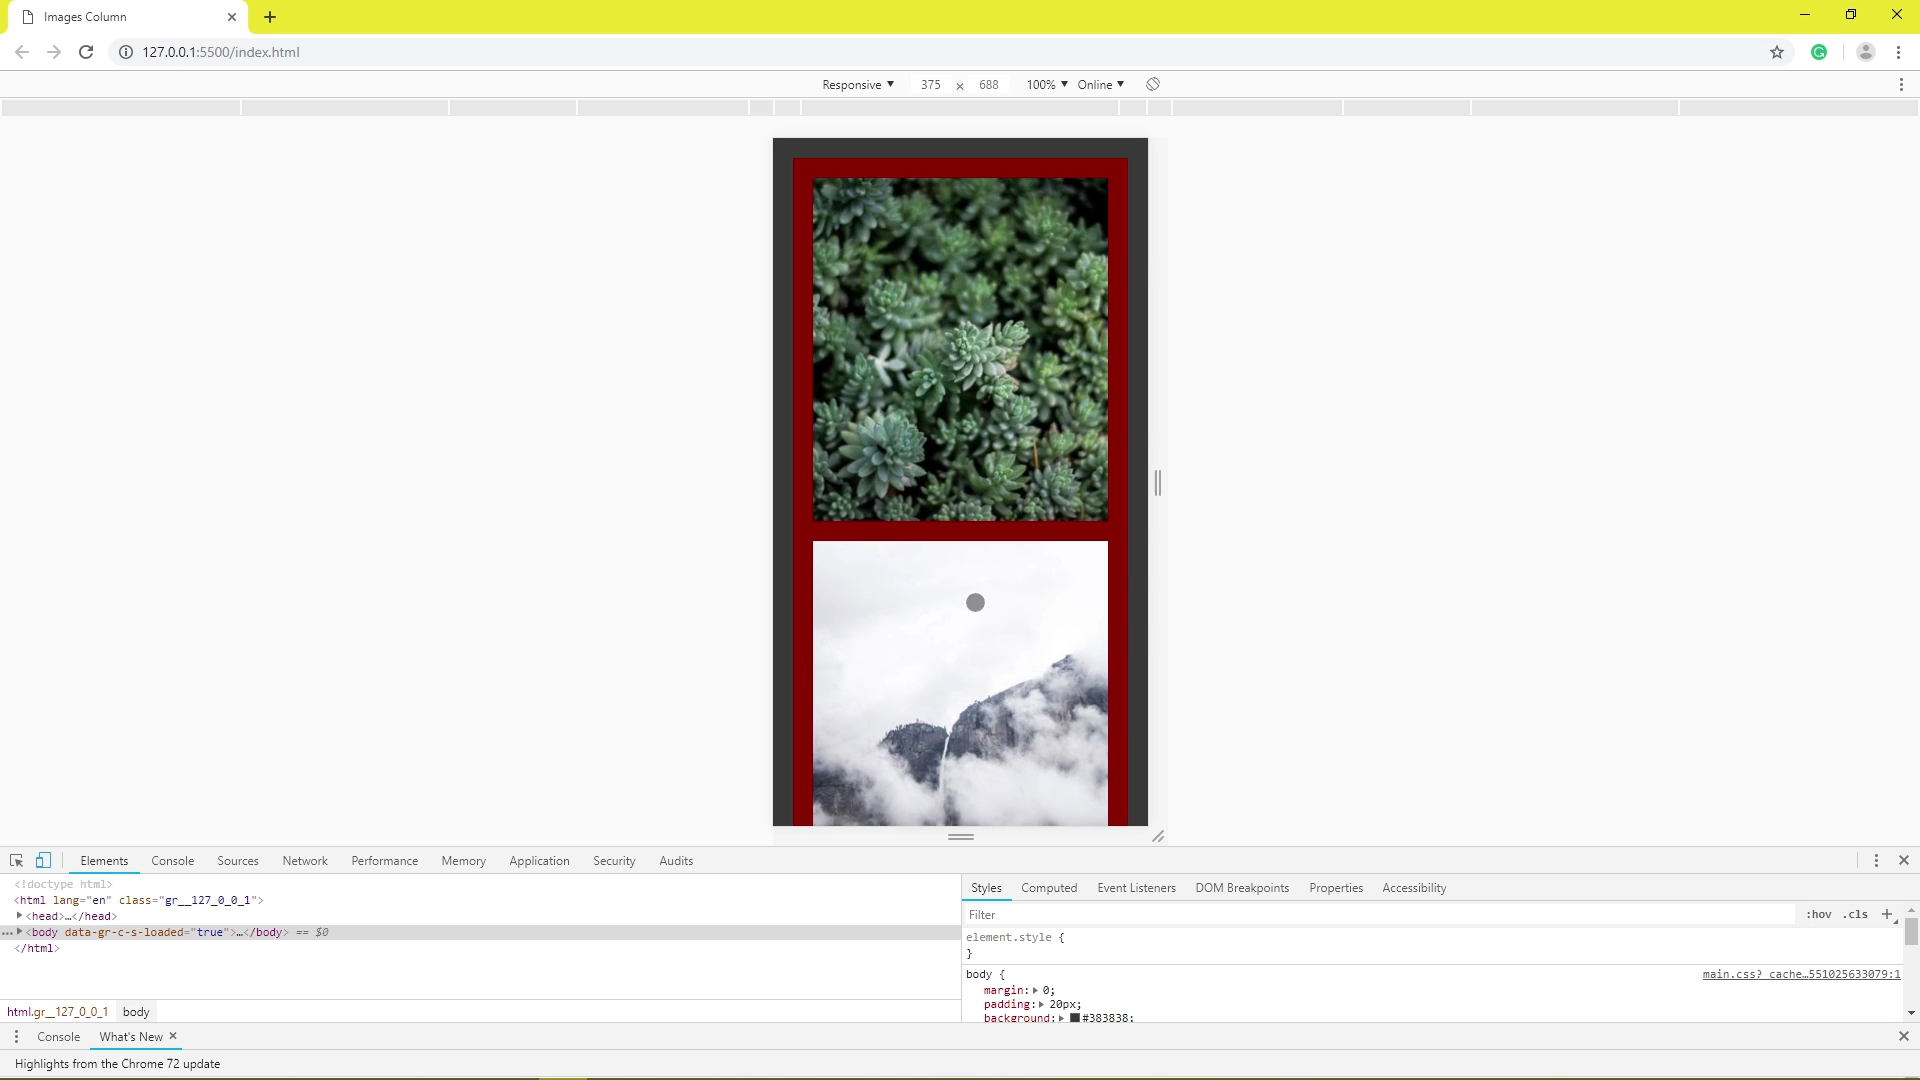 Images Column
127.0.0.1:5500/index.html
Responsive 375 × 688 100% Online
Elements Console Sources Network Performance Memory Application Security Audits
<!doctype html>
<html lang="en" class="gr__127_0_0_1">
<head>…</head>
<body data-gr-c-s-loaded="true">…</body> == $0
</html>
html.gr__127_0_0_1 body
Styles Computed Event Listeners DOM Breakpoints Properties Accessibility
Filter :hov .cls +
element.style {
}
body { main.css? cache…551025633079:1
margin: 0;
padding: 20px;
background: #383838;
Console What's New
Highlights from the Chrome 72 update